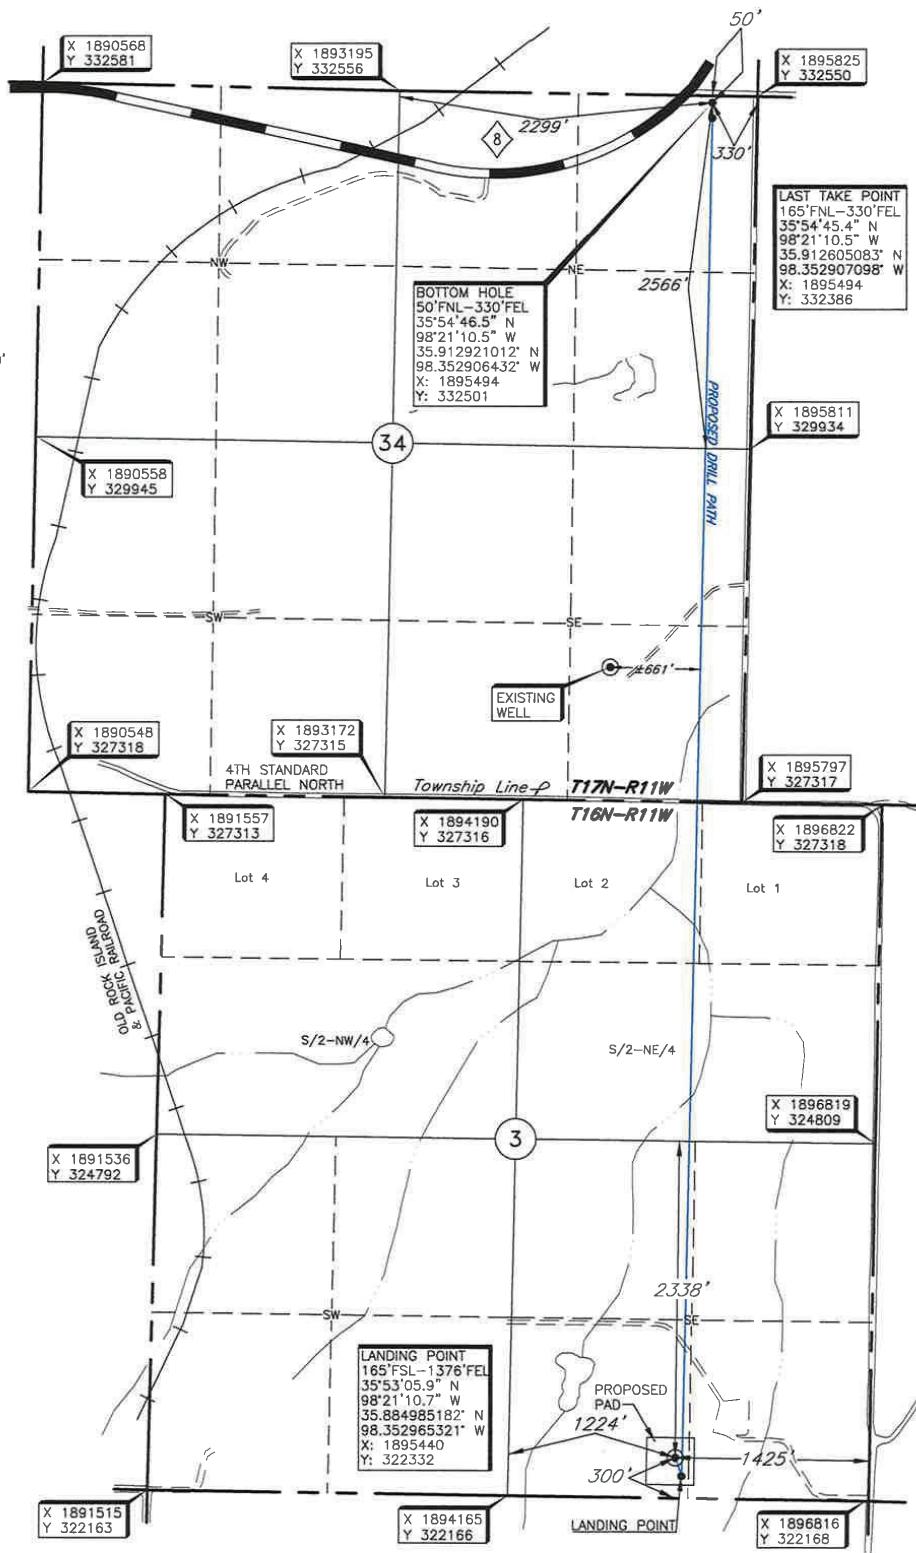 50'
X 1890568
Y 332581
X 1893195
Y 332556
X 1895825
Y 332550
2299'
8
330'
LAST TAKE POINT
165'FNL-330'FEL
35°54'45.4" N
98°21'10.5" W
35.912605083° N
98.352907098° W
X: 1895494
Y: 332386
NW
NE
2566'
BOTTOM HOLE
50'FNL-330'FEL
35°54'46.5" N
98°21'10.5" W
35.912921012° N
98.352906432° W
X: 1895494
Y: 332501
PROPOSED DRILL PATH
X 1895811
Y 329934
34
X 1890558
Y 329945
SW
SE
±661'
EXISTING
WELL
X 1890548
Y 327318
X 1893172
Y 327315
X 1895797
Y 327317
4TH STANDARD
PARALLEL NORTH
Township Line
T17N-R11W
T16N-R11W
X 1891557
Y 327313
X 1894190
Y 327316
X 1896822
Y 327318
Lot 4
Lot 3
Lot 2
Lot 1
OLD ROCK ISLAND
& PACIFIC RAILROAD
S/2-NW/4
S/2-NE/4
X 1896819
Y 324809
3
X 1891536
Y 324792
2338'
SW
SE
LANDING POINT
165'FSL-1376'FEL
35°53'05.9" N
98°21'10.7" W
35.884985182° N
98.352965321° W
X: 1895440
Y: 322332
PROPOSED
PAD
1224'
1425'
300'
LANDING POINT
X 1891515
Y 322163
X 1894165
Y 322166
X 1896816
Y 322168